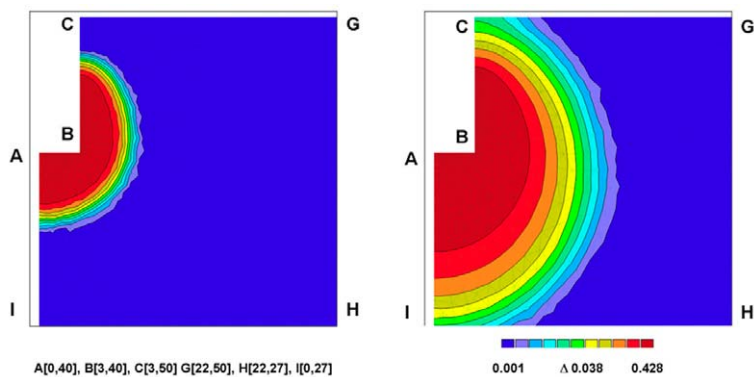 C G C G
B B
A A
I H I H
A[0,40], B[3,40], C[3,50] G[22,50], H[22,27], I[0,27]
0.001 Δ 0.038 0.428